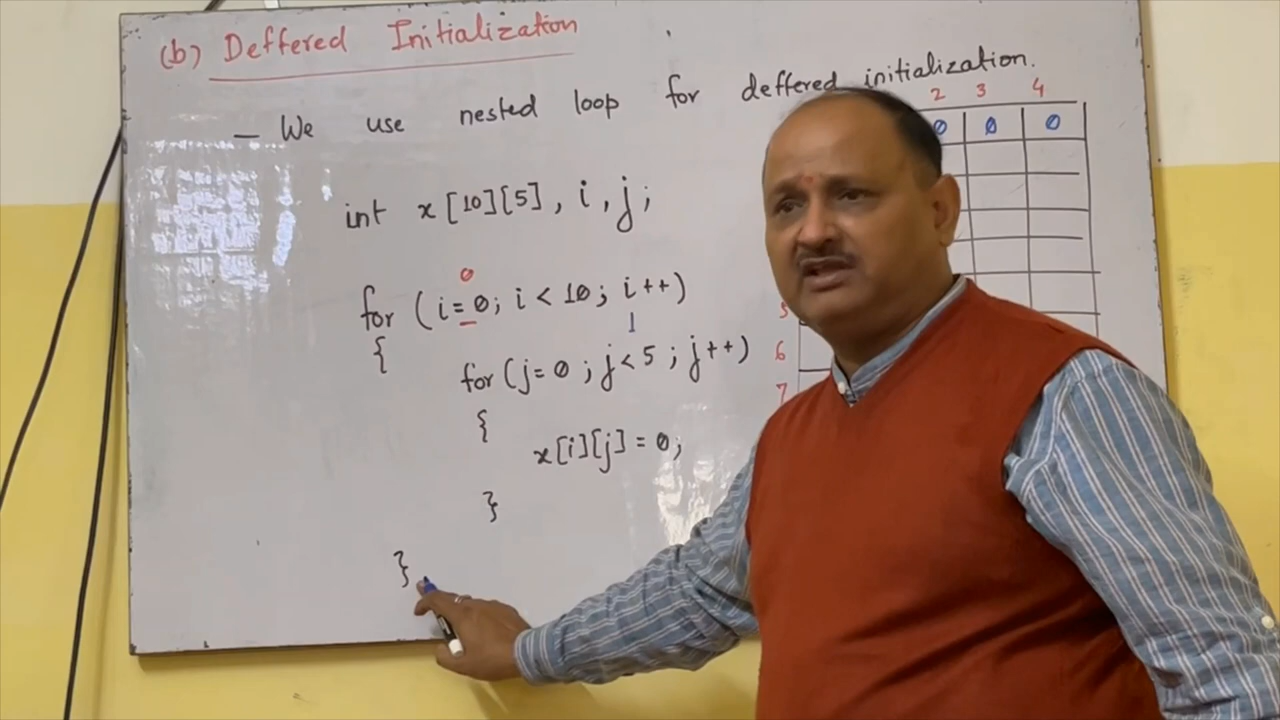 (b) Deffered Initialization
— We use nested loop for deffered initialization.
2 3 4
0 0 0
int x[10][5], i, j;
0
for (i=0; i<10; i++)
1
{
5
for (j=0; j<5; j++)
6
7
{
x[i][j]=0;
}
}